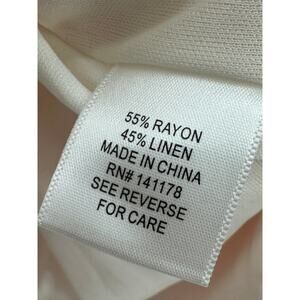 55% RAYON
45% LINEN
MADE IN CHINA
RN# 141178
SEE REVERSE
FOR CARE